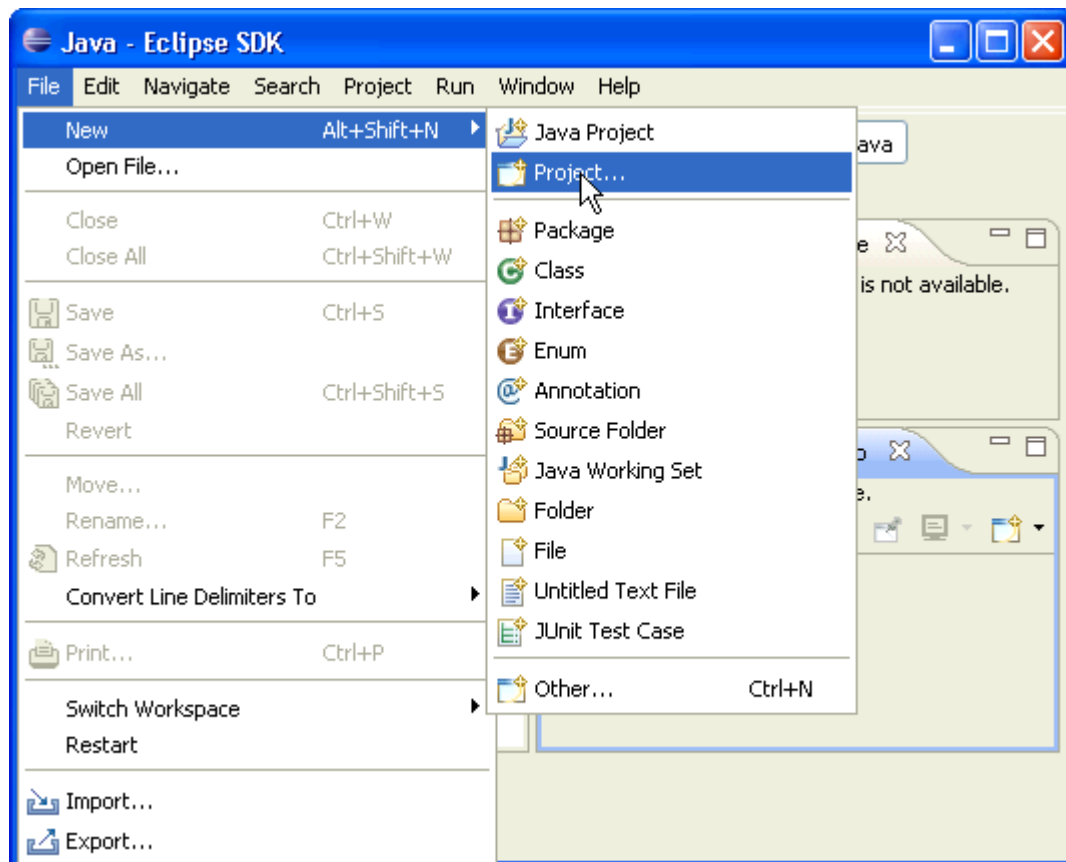 Java - Eclipse SDK
File Edit Navigate Search Project Run Window Help
New Alt+Shift+N
Open File...
Close Ctrl+W
Close All Ctrl+Shift+W
Save Ctrl+S
Save As...
Save All Ctrl+Shift+S
Revert
Move...
Rename... F2
Refresh F5
Convert Line Delimiters To
Print... Ctrl+P
Switch Workspace
Restart
Import...
Export...
Java Project
Project...
Package
Class
Interface
Enum
Annotation
Source Folder
Java Working Set
Folder
File
Untitled Text File
JUnit Test Case
Other... Ctrl+N
ava
e
is not available.
e.